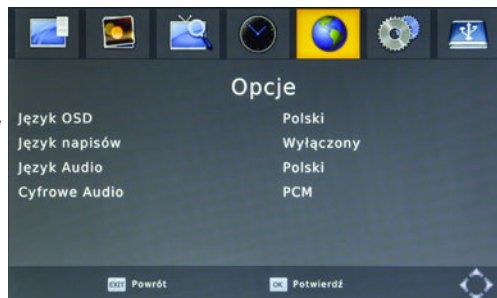 Opcje
Język OSD Polski
Język napisów Wyłączony
Język Audio Polski
Cyfrowe Audio PCM
EXIT Powrót OK Potwierdź